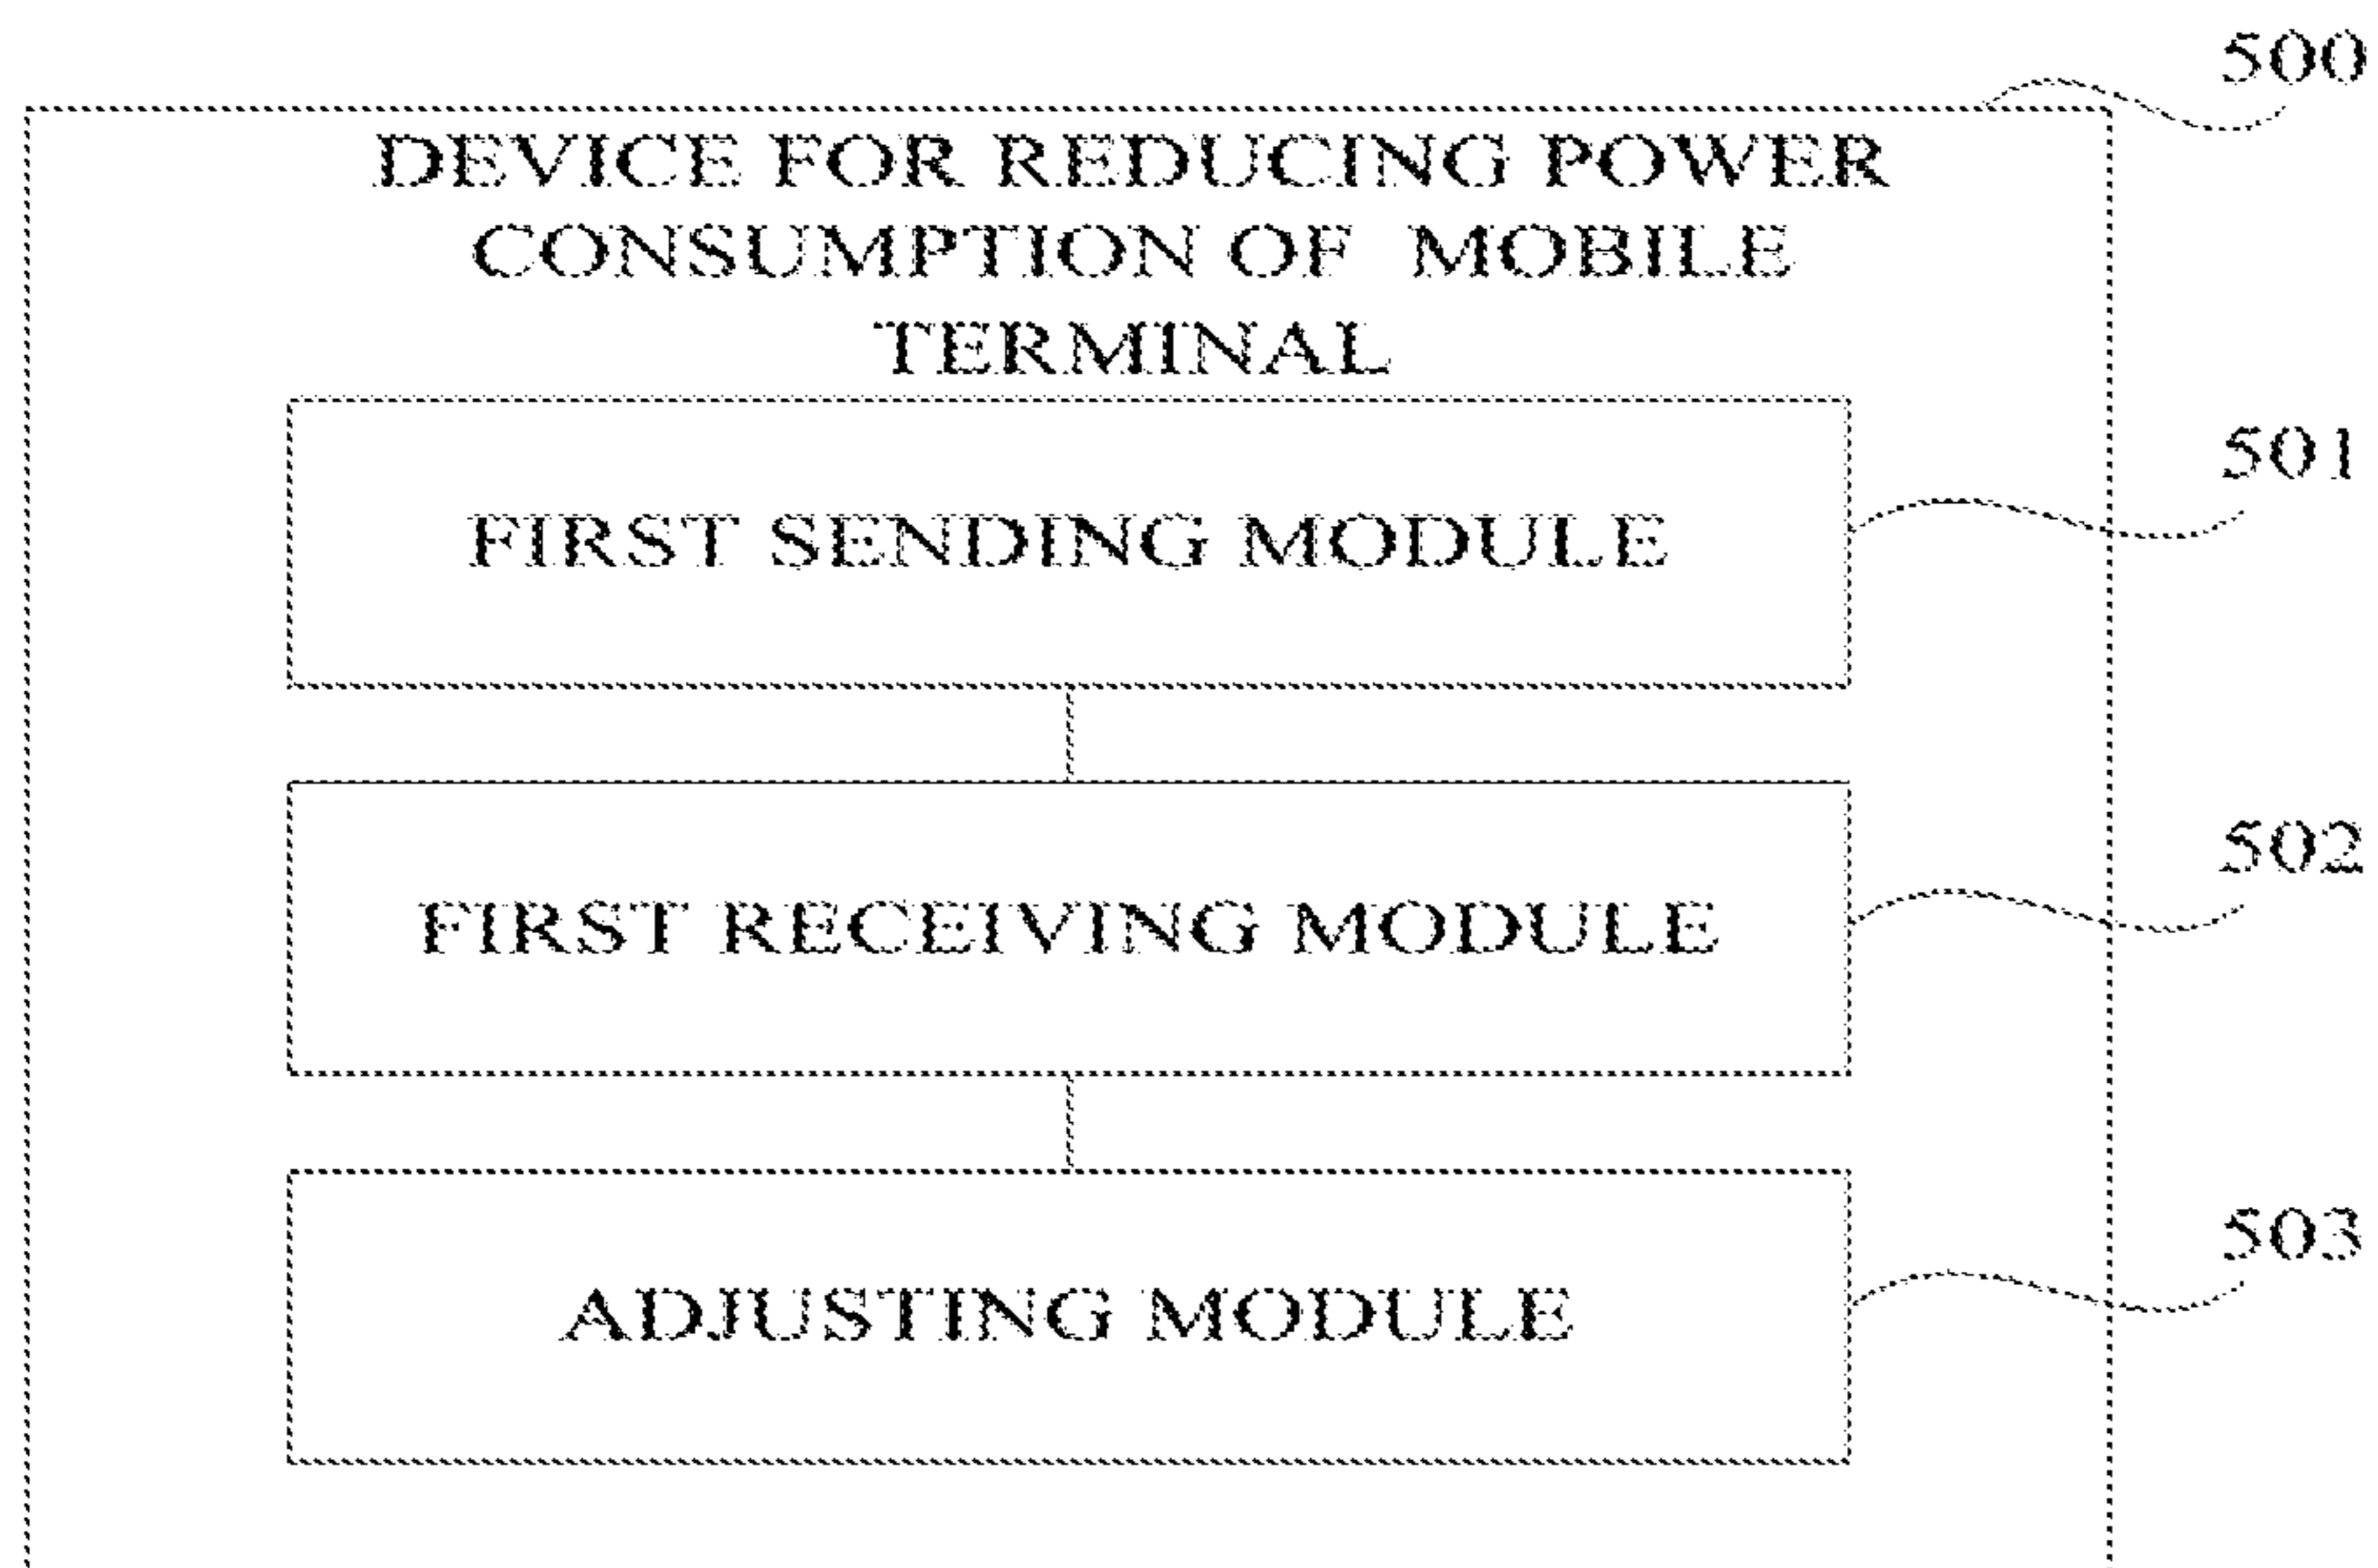 500
DEVICE FOR REDUCING POWER
CONSUMPTION OF MOBILE
TERMINAL
501
FIRST SENDING MODULE
502
FIRST RECEIVING MODULE
503
ADJUSTING MODULE